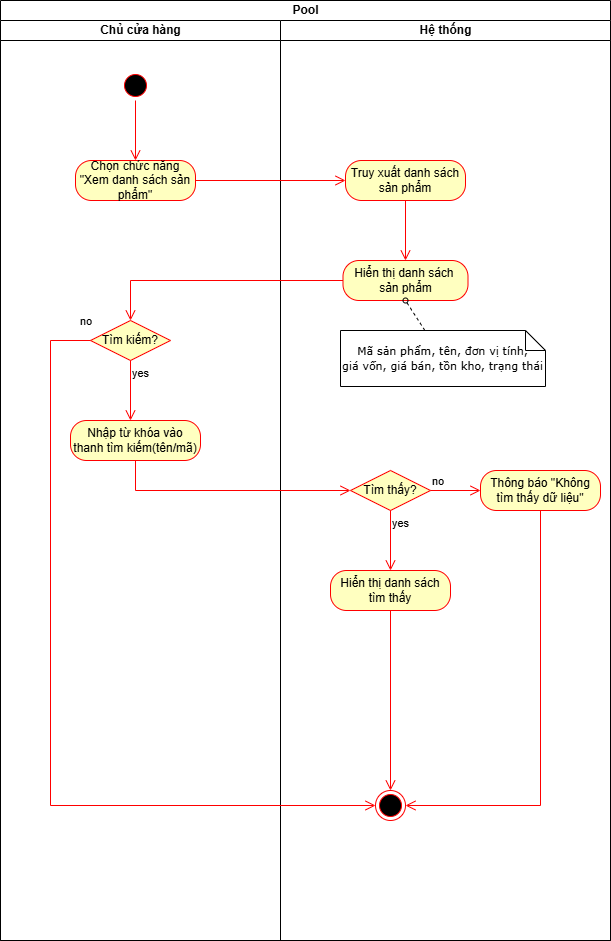 Pool
Chủ cửa hàng
Hệ thống
Chọn chức năng
"Xem danh sách sản
phẩm"
Truy xuất danh sách
sản phẩm
Hiển thị danh sách
sản phẩm
no
Tìm kiếm?
yes
Mã sản phẩm, tên, đơn vị tính,
giá vốn, giá bán, tồn kho, trạng thái
Nhập từ khóa vào
thanh tìm kiếm(tên/mã)
Tìm thấy?
no
yes
Thông báo "Không
tìm thấy dữ liệu"
Hiển thị danh sách
tìm thấy